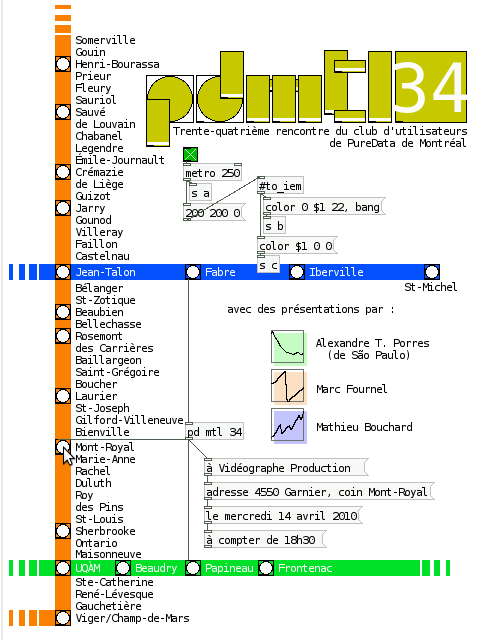 Somerville
Gouin
Henri-Bourassa
Prieur
Fleury
Sauriol
Sauvé
de Louvain
Chabanel
Legendre
Émile-Journault
Crémazie
de Liège
Guizot
Jarry
Gounod
Villeray
Faillon
Castelnau
pdmtl 34
Trente-quatrième rencontre du club d'utilisateurs
de PureData de Montréal
metro 250
s a
200 200 0
#to_iem
color 0 $1 22, bang
s b
color $1 0 0
s c
Jean-Talon
Fabre
Iberville
St-Michel
Bélanger
St-Zotique
Beaubien
Bellechasse
Rosemont
des Carrières
Baillargeon
Saint-Grégoire
Boucher
Laurier
St-Joseph
Gilford-Villeneuve
Bienville
avec des présentations par :
Alexandre T. Porres
(de São Paulo)
Marc Fournel
Mathieu Bouchard
pd mtl 34
Mont-Royal
Marie-Anne
Rachel
Duluth
Roy
des Pins
St-Louis
Sherbrooke
Ontario
Maisonneuve
à Vidéographe Production
adresse 4550 Garnier, coin Mont-Royal
le mercredi 14 avril 2010
à compter de 18h30
UQÀM
Beaudry
Papineau
Frontenac
Ste-Catherine
René-Lévesque
Gauchetière
Viger/Champ-de-Mars